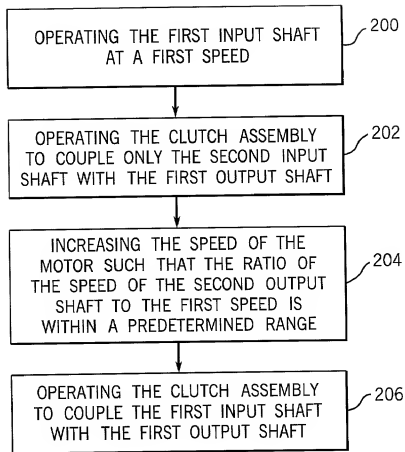 OPERATING THE FIRST INPUT SHAFT
AT A FIRST SPEED
200
OPERATING THE CLUTCH ASSEMBLY
TO COUPLE ONLY THE SECOND INPUT
SHAFT WITH THE FIRST OUTPUT SHAFT
202
INCREASING THE SPEED OF THE
MOTOR SUCH THAT THE RATIO OF
THE SPEED OF THE SECOND OUTPUT
SHAFT TO THE FIRST SPEED IS
WITHIN A PREDETERMINED RANGE
204
OPERATING THE CLUTCH ASSEMBLY
TO COUPLE THE FIRST INPUT SHAFT
WITH THE FIRST OUTPUT SHAFT
206